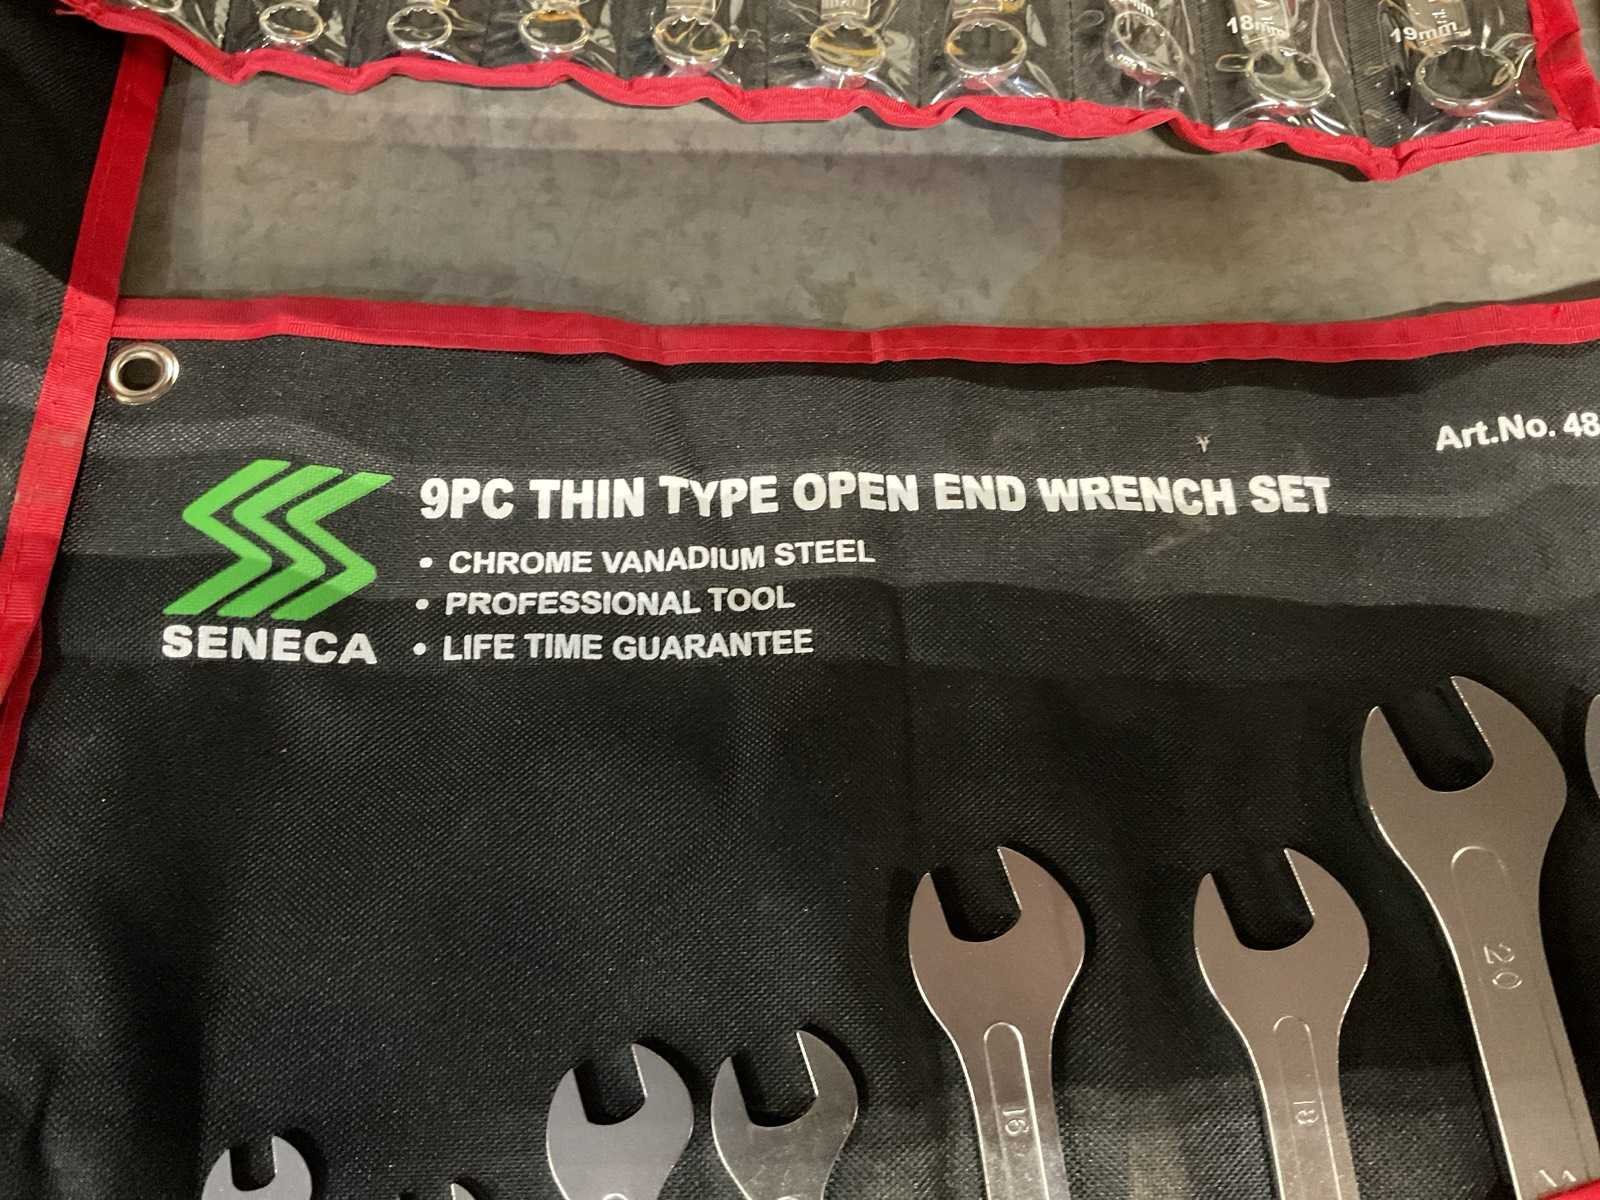 18mm
19mm
Art.No. 48
9PC THIN TYPE OPEN END WRENCH SET
• CHROME VANADIUM STEEL
• PROFESSIONAL TOOL
• LIFE TIME GUARANTEE
SENECA
20
16
18